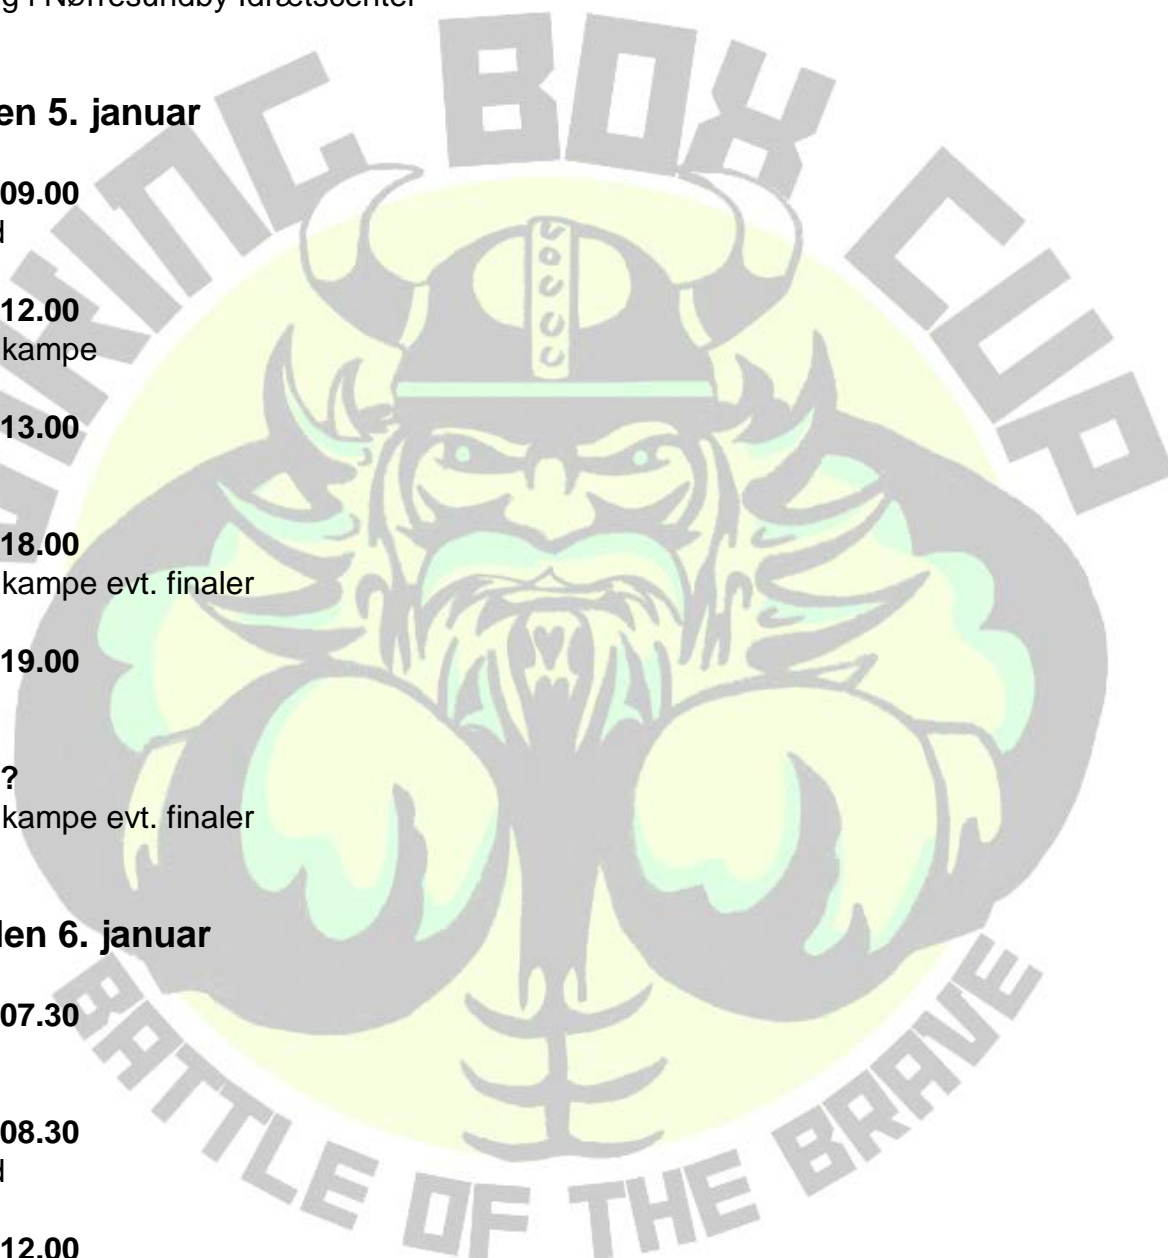 g i Nørresundby Idrætscenter
en 5. januar
09.00
d
12.00
kampe
13.00
18.00
kampe evt. finaler
19.00
?
kampe evt. finaler
den 6. januar
07.30
08.30
d
12.00
VIKING BOX CUP
BATTLE OF THE BRAVE